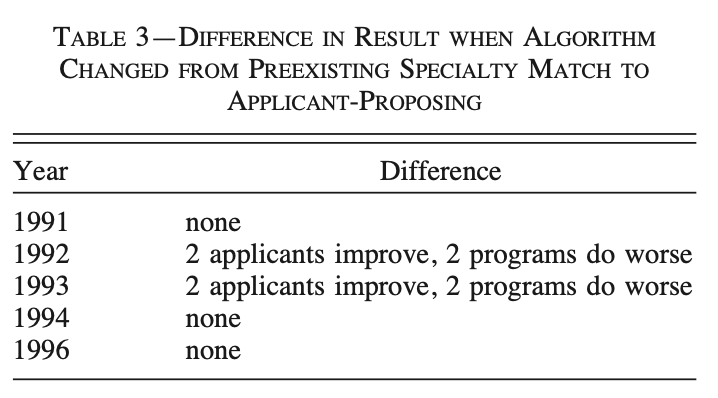 TABLE 3—DIFFERENCE IN RESULT WHEN ALGORITHM
CHANGED FROM PREEXISTING SPECIALTY MATCH TO
APPLICANT-PROPOSING
Year Difference
1991 none
1992 2 applicants improve, 2 programs do worse
1993 2 applicants improve, 2 programs do worse
1994 none
1996 none